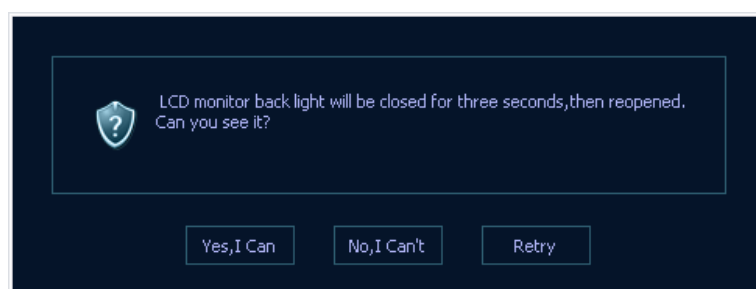 LCD monitor back light will be closed for three seconds,then reopened.
Can you see it?
Yes,I Can
No,I Can't
Retry